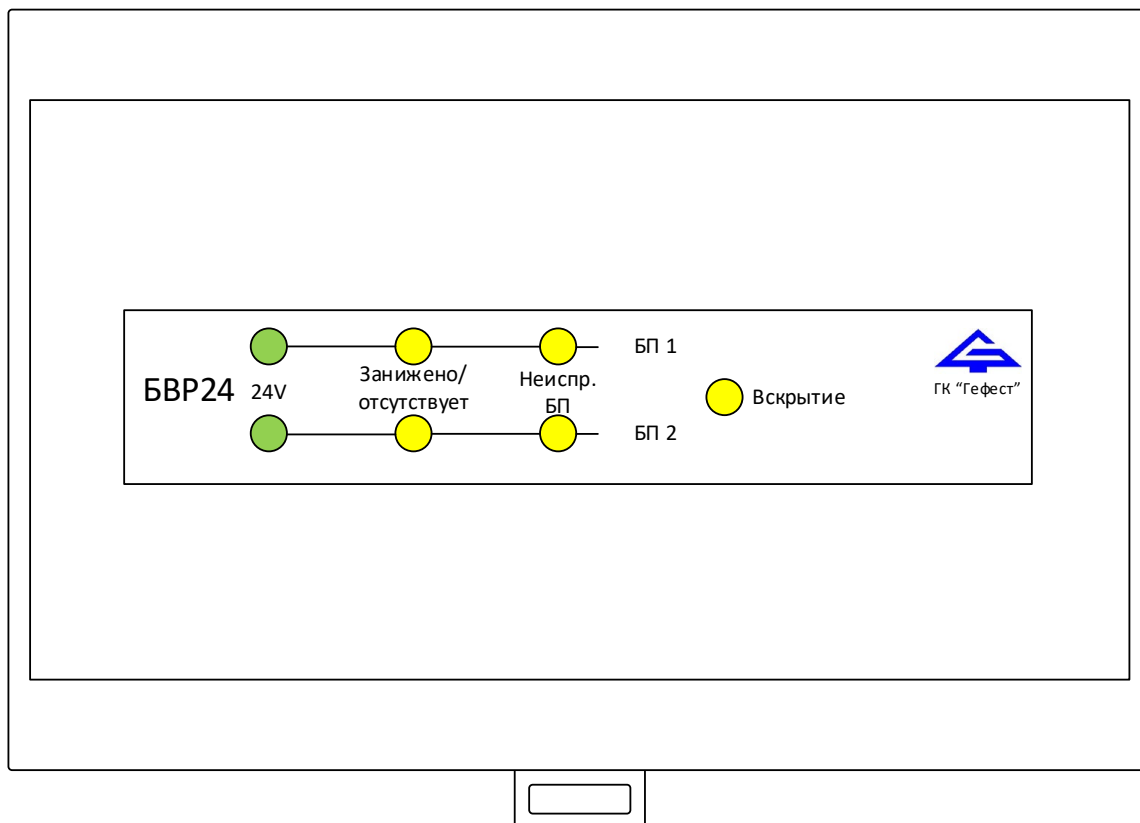 БП 1
Занижено/
отсутствует
Неиспр.
БП
БВР24
24V
Вскрытие
ГК “Гефест”
БП 2